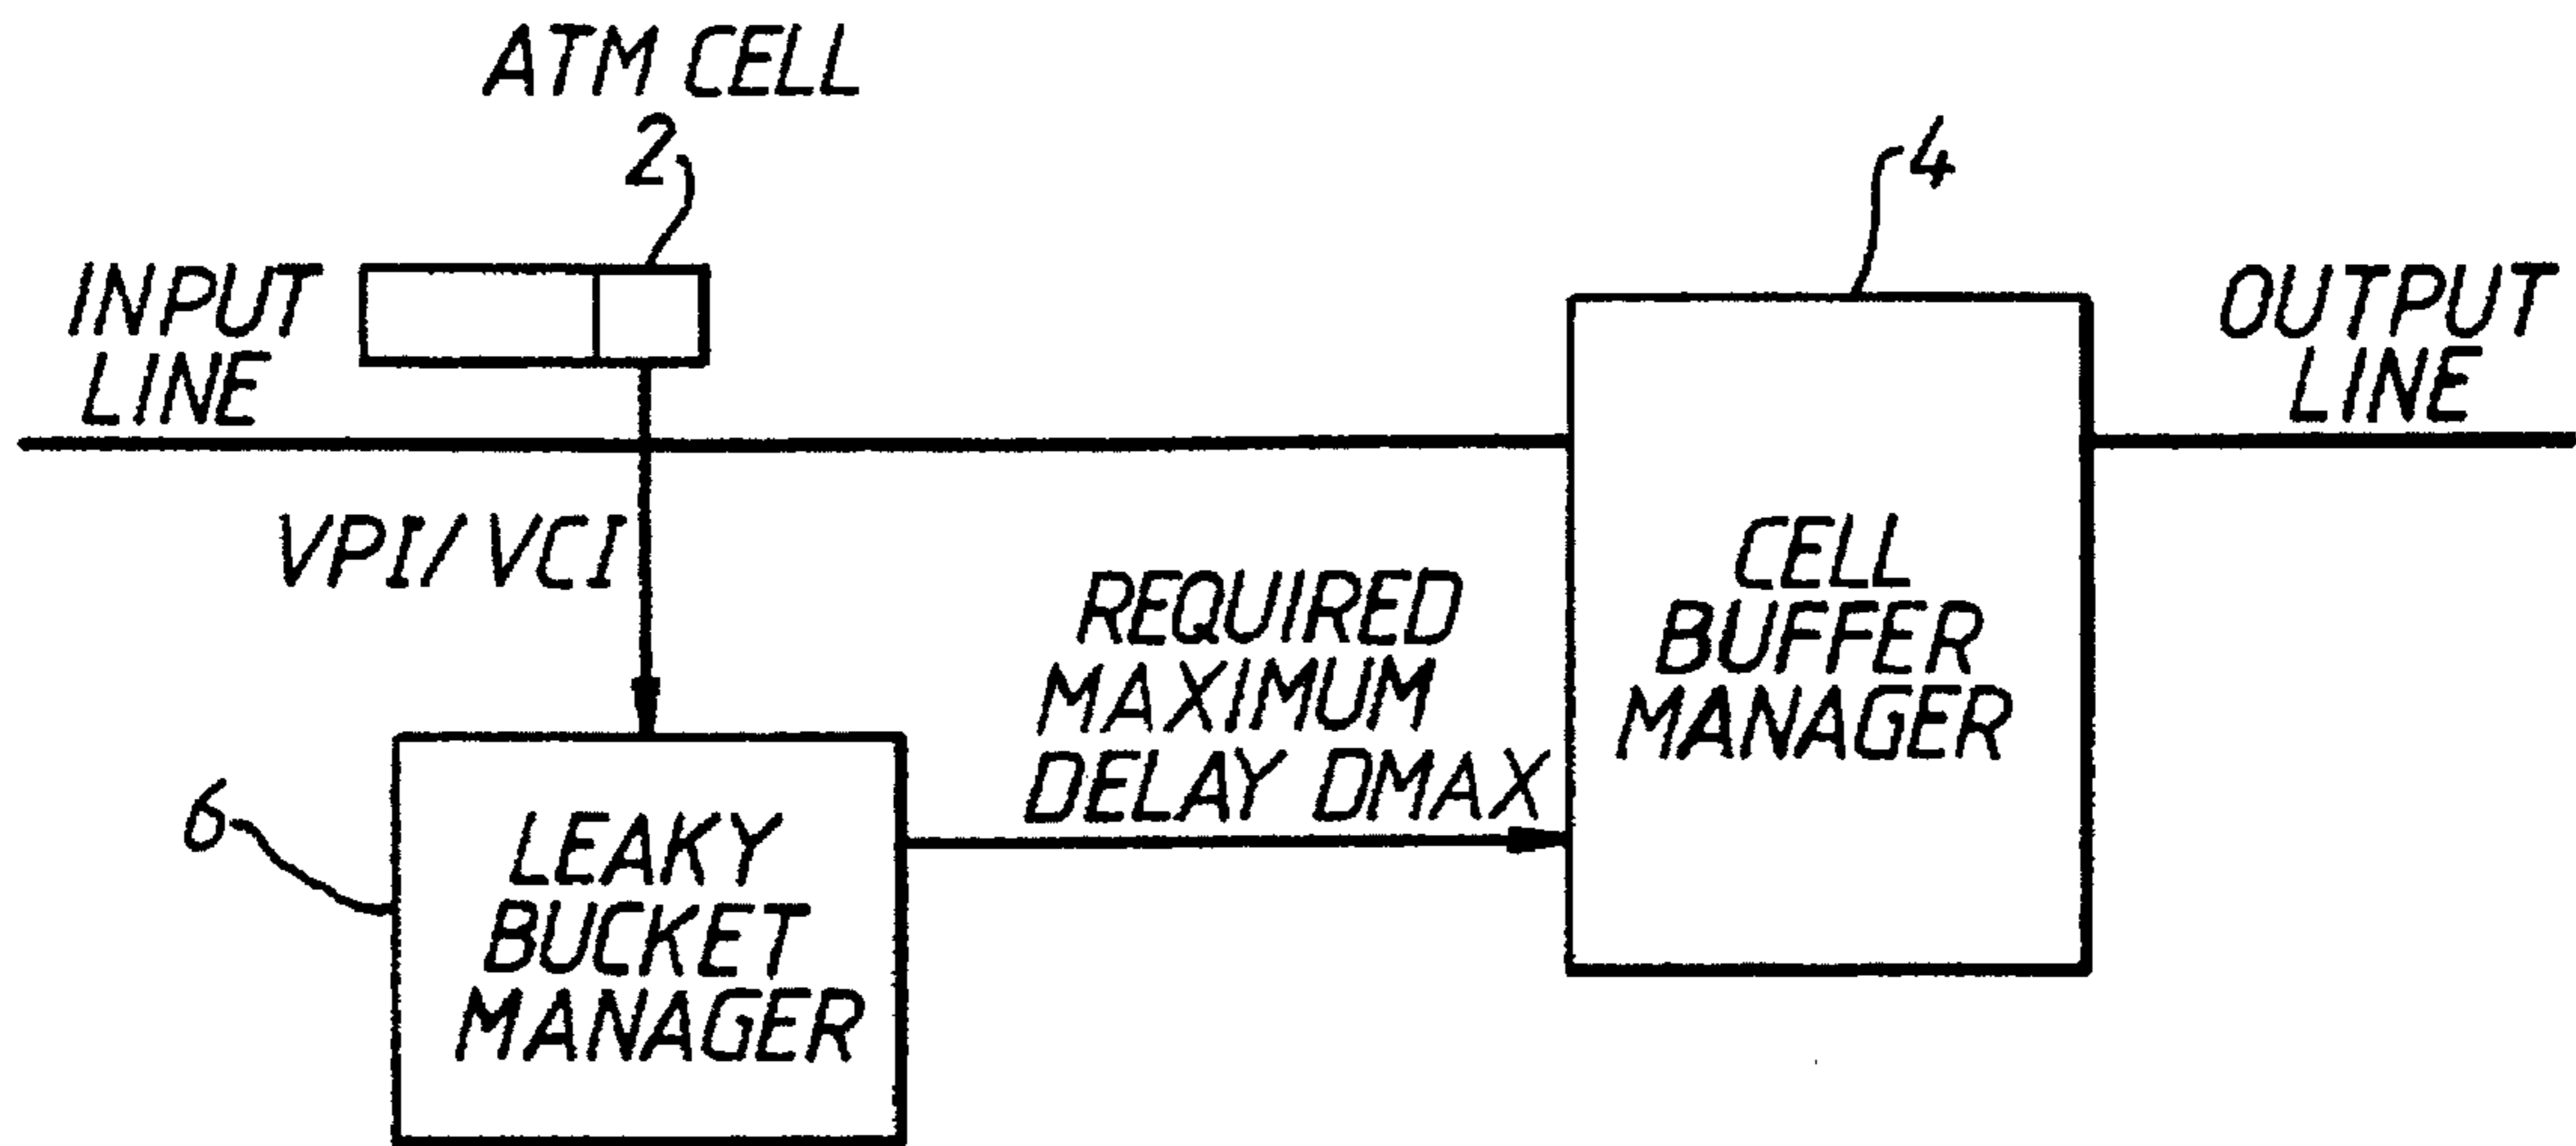 ATM CELL
2
4
INPUT
LINE
OUTPUT
LINE
VPI/VCI
REQUIRED
MAXIMUM
DELAY DMAX
CELL
BUFFER
MANAGER
6
LEAKY
BUCKET
MANAGER